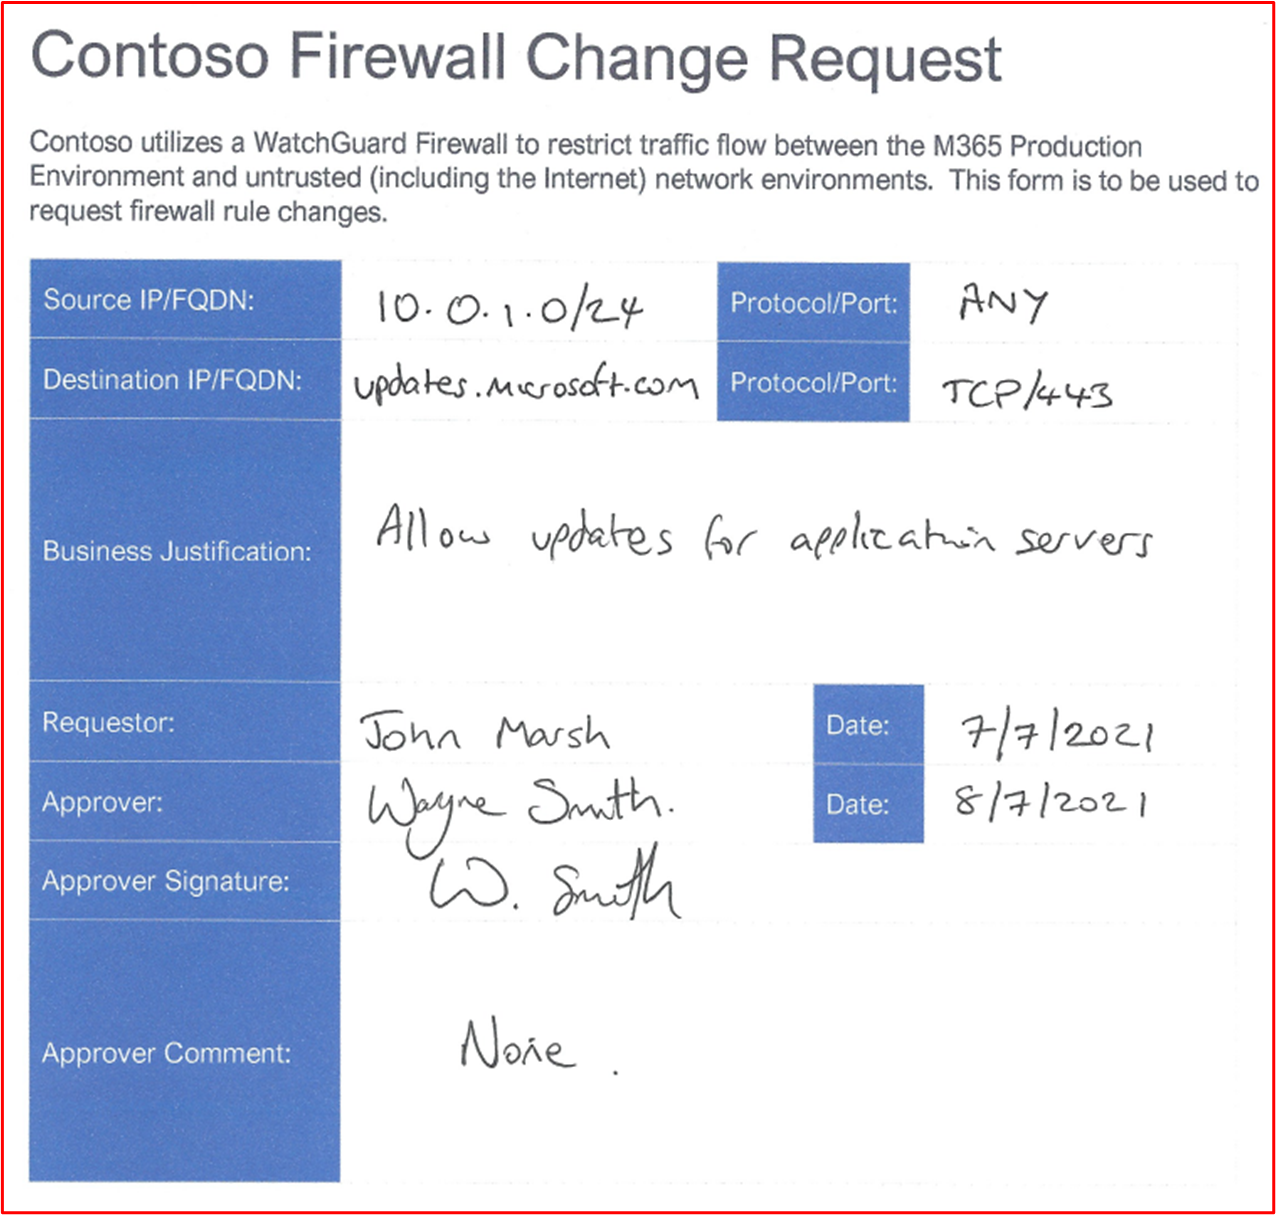 Contoso Firewall Change Request
Contoso utilizes a WatchGuard Firewall to restrict traffic flow between the M365 Production
Environment and untrusted (including the Internet) network environments.  This form is to be used to
request firewall rule changes.
Source IP/FQDN: 10.0.1.0/24 Protocol/Port: ANY
Destination IP/FQDN: updates.microsoft.com Protocol/Port: TCP/443
Business Justification: Allow updates for application servers
Requestor: John Marsh Date: 7/7/2021
Approver: Wayne Smith. Date: 8/7/2021
Approver Signature: W. Smith
Approver Comment: None.